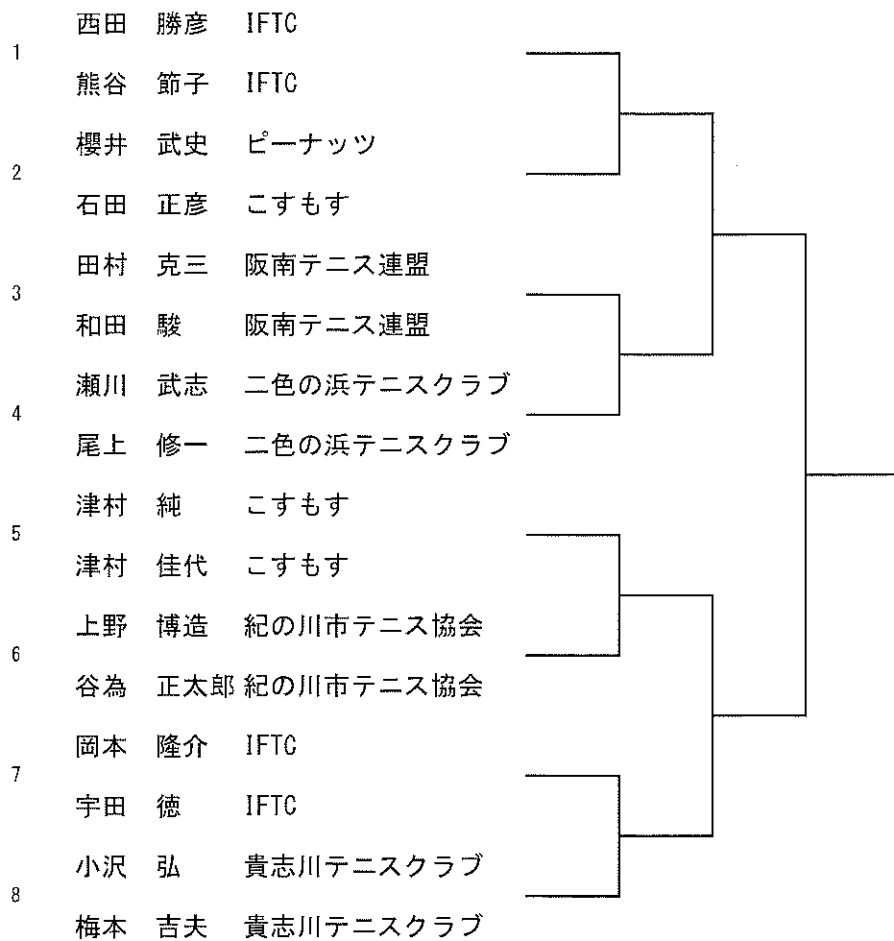 西田 勝彦 IFTC
1
熊谷 節子 IFTC
櫻井 武史 ピーナッツ
2
石田 正彦 こすもす
田村 克三 阪南テニス連盟
3
和田 駿 阪南テニス連盟
瀬川 武志 二色の浜テニスクラブ
4
尾上 修一 二色の浜テニスクラブ
津村 純 こすもす
5
津村 佳代 こすもす
上野 博造 紀の川市テニス協会
6
谷為 正太郎 紀の川市テニス協会
岡本 隆介 IFTC
7
宇田 徳 IFTC
小沢 弘 貴志川テニスクラブ
8
梅本 吉夫 貴志川テニスクラブ